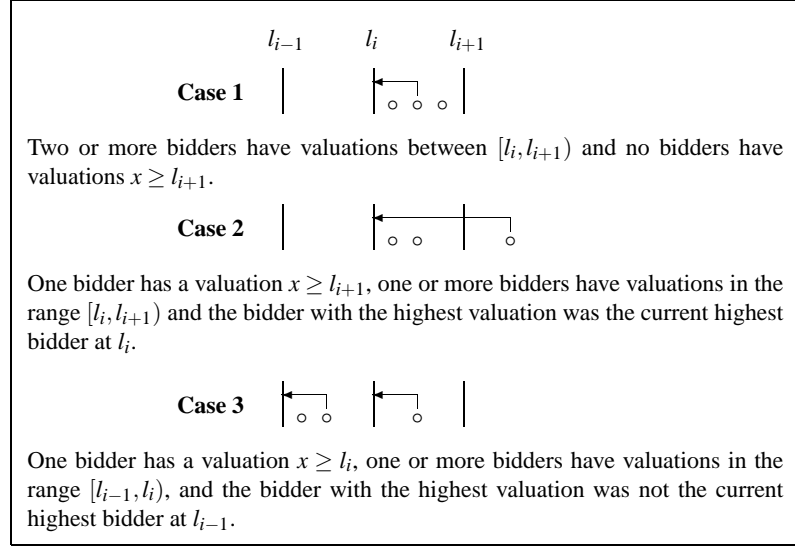 l_{i−1} l_i l_{i+1}
Case 1
Two or more bidders have valuations between [l_i, l_{i+1}) and no bidders have
valuations x ≥ l_{i+1}.
Case 2
One bidder has a valuation x ≥ l_{i+1}, one or more bidders have valuations in the
range [l_i, l_{i+1}) and the bidder with the highest valuation was the current highest
bidder at l_i.
Case 3
One bidder has a valuation x ≥ l_i, one or more bidders have valuations in the
range [l_{i−1}, l_i), and the bidder with the highest valuation was not the current
highest bidder at l_{i−1}.